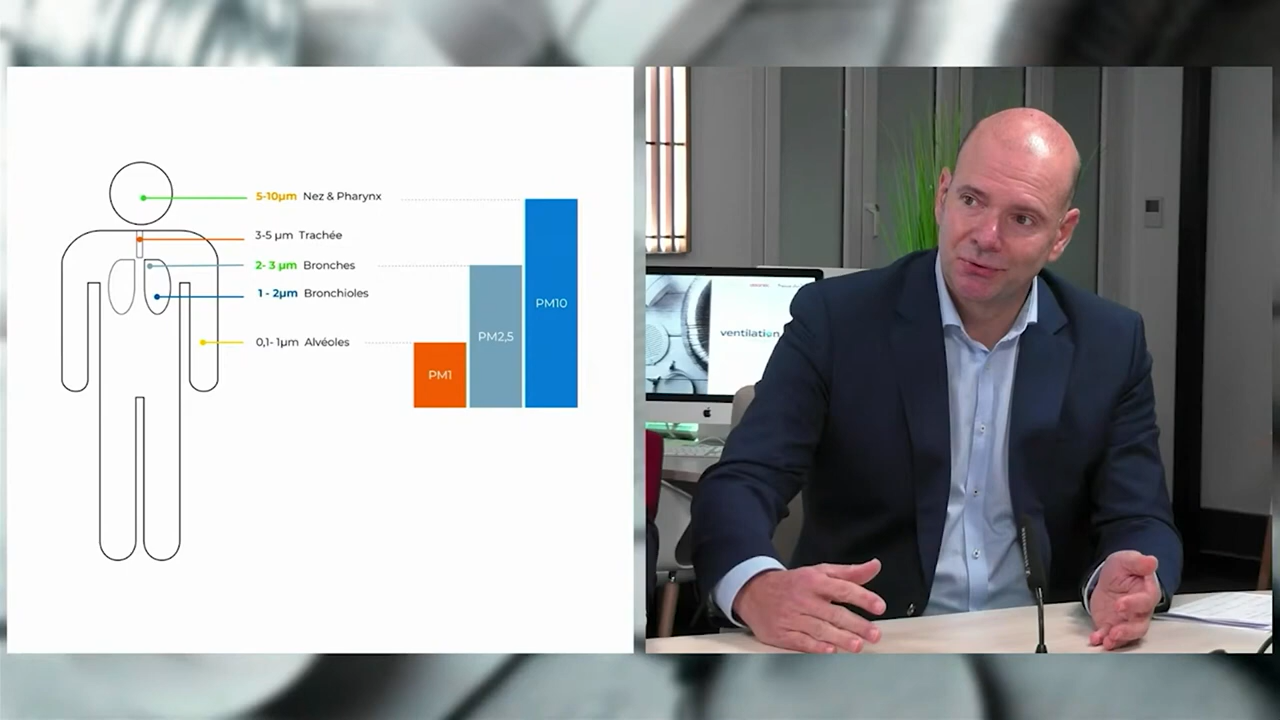 5-10µm Nez & Pharynx
3-5 µm Trachée
2- 3 µm Bronches
1 - 2µm Bronchioles
0,1- 1µm Alvéoles
PM1
PM2,5
PM10
ventilation